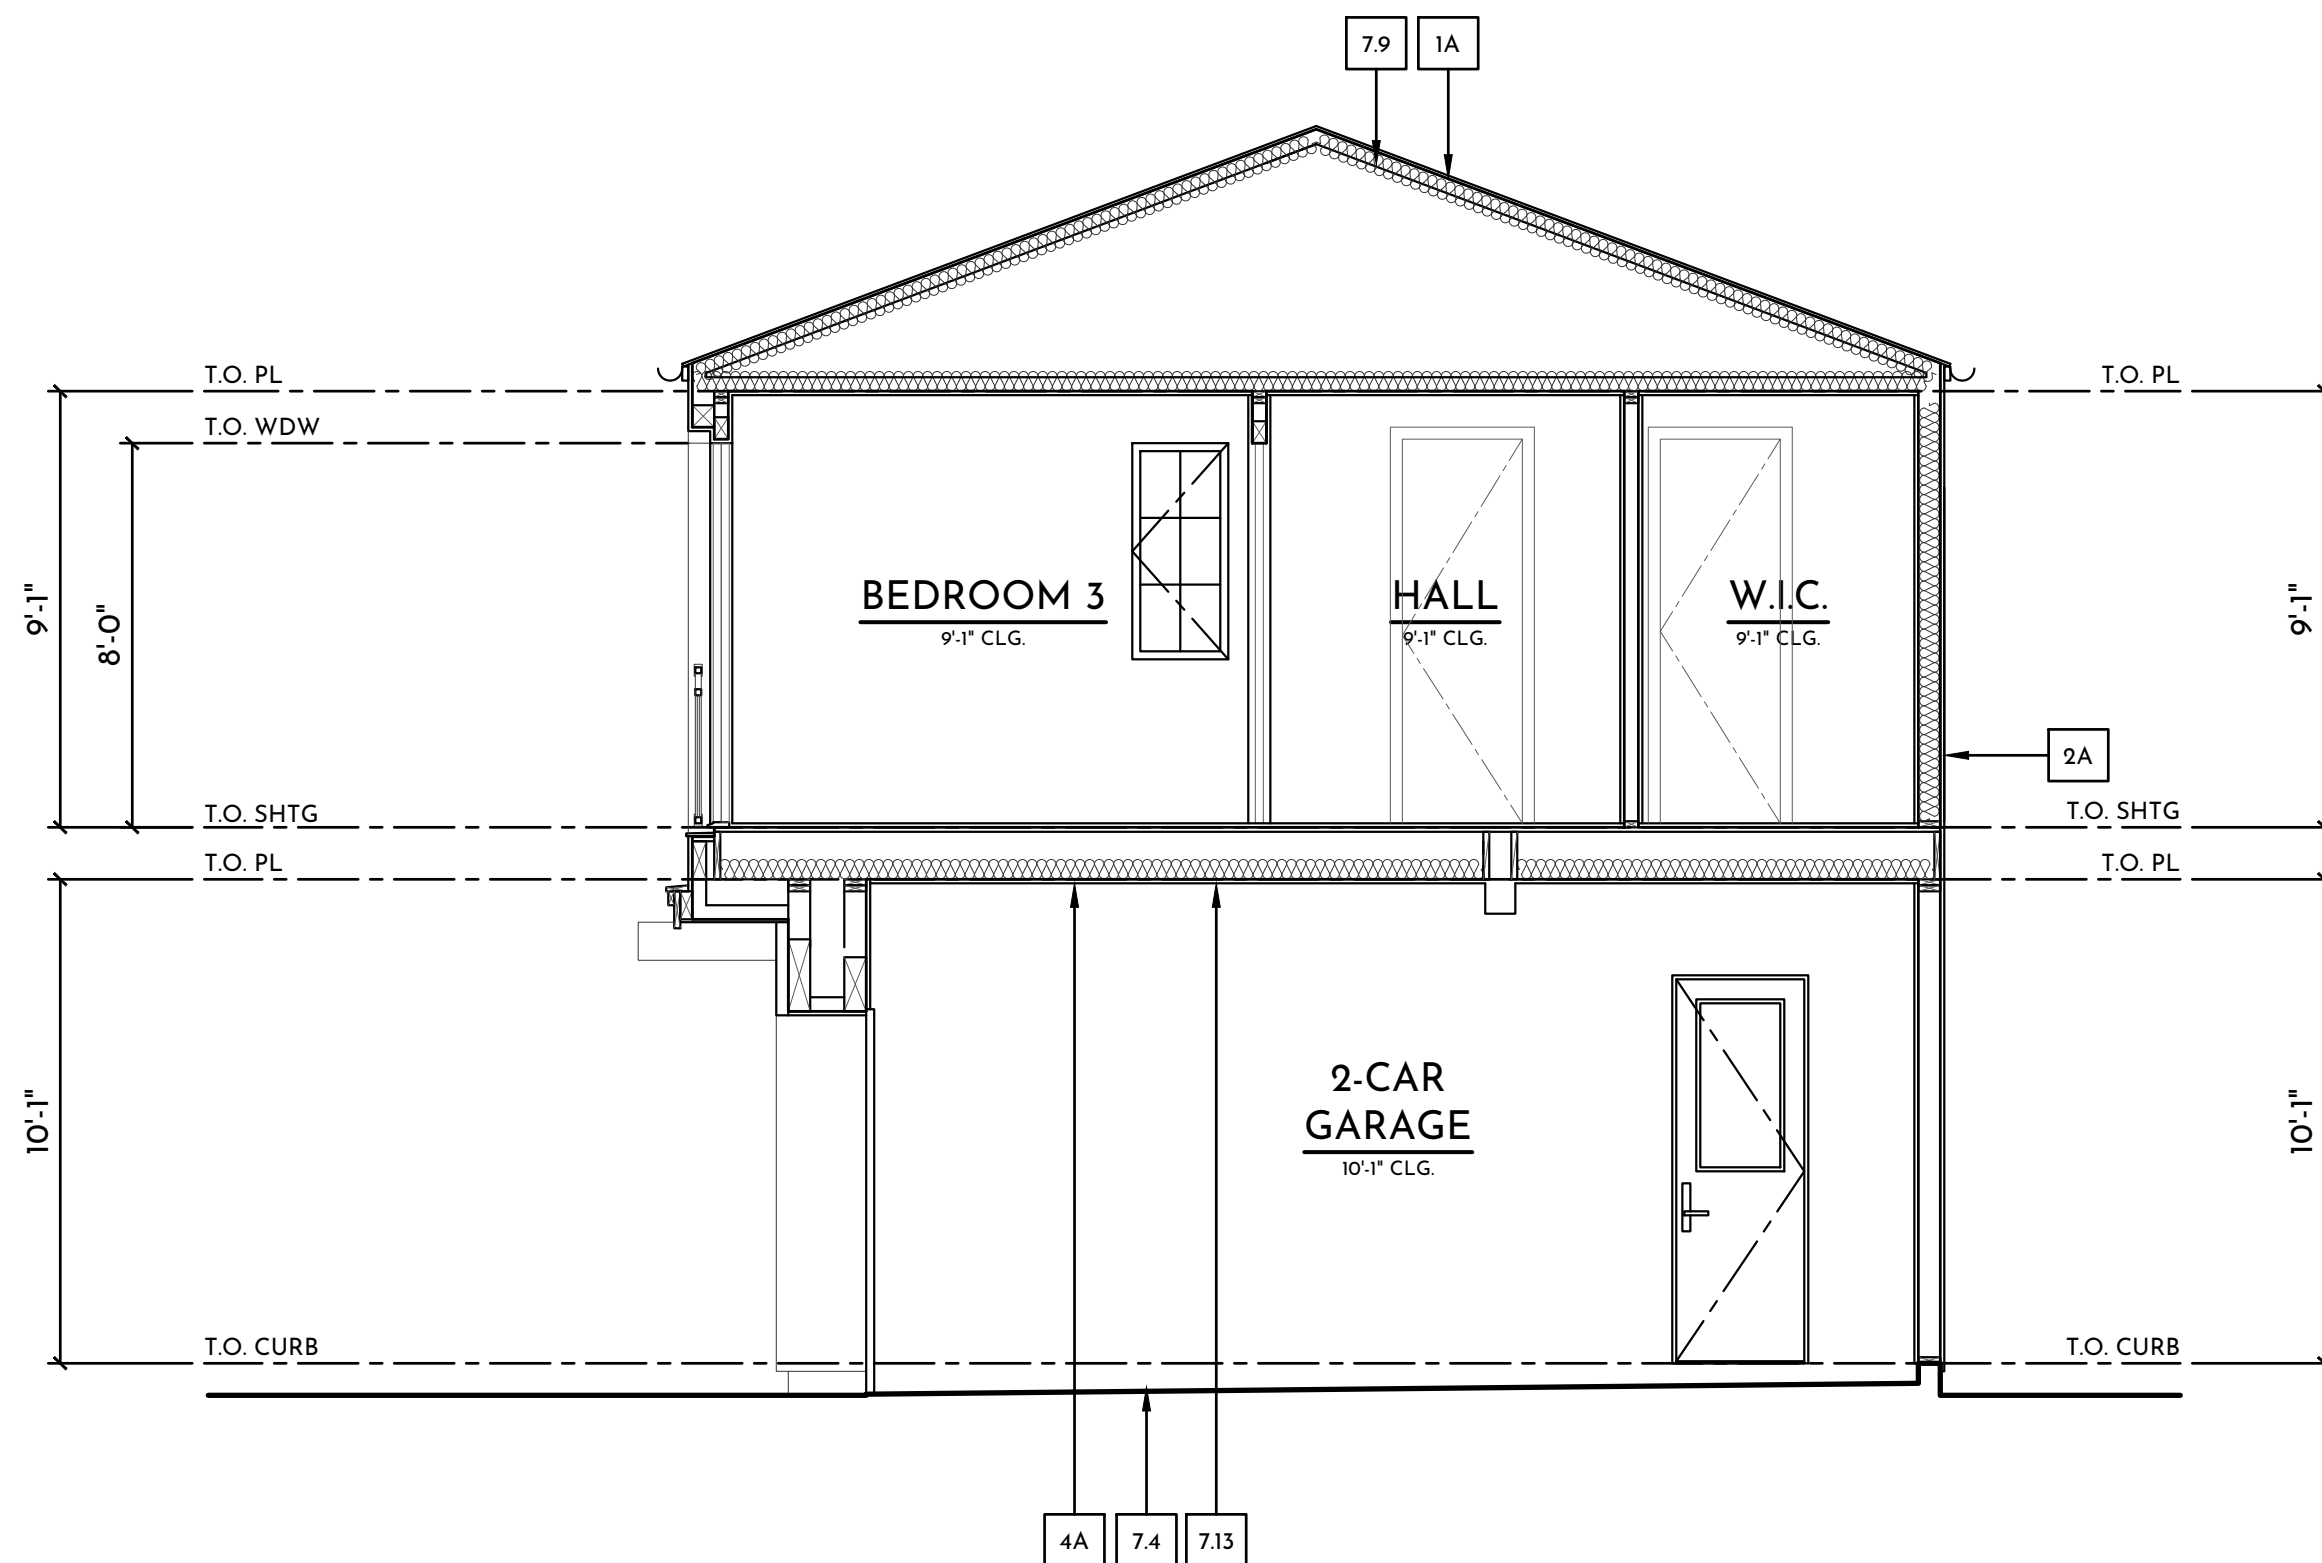 7.9 1A
T.O. PL T.O. PL
T.O. WDW
9'-1" 8'-0" BEDROOM 3 HALL W.I.C. 9'-1"
9'-1" CLG. 9'-1" CLG. 9'-1" CLG.
2A
T.O. SHTG T.O. SHTG
T.O. PL T.O. PL
10'-1" 2-CAR 10'-1"
GARAGE
10'-1" CLG.
T.O. CURB T.O. CURB
4A 7.4 7.13